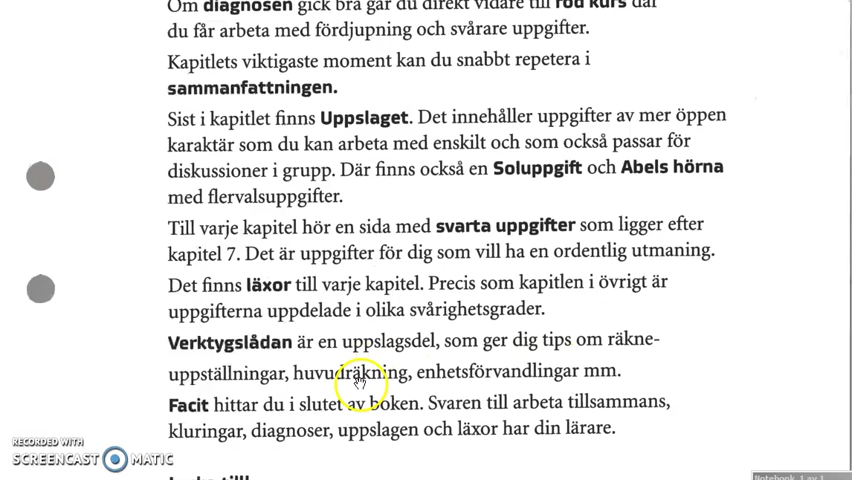 Om diagnosen gick bra går du direkt vidare till röd kurs där
du får arbeta med fördjupning och svårare uppgifter.
Kapitlets viktigaste moment kan du snabbt repetera i
sammanfattningen.
Sist i kapitlet finns Uppslaget. Det innehåller uppgifter av mer öppen
karaktär som du kan arbeta med enskilt och som också passar för
diskussioner i grupp. Där finns också en Soluppgift och Abels hörna
med flervalsuppgifter.
Till varje kapitel hör en sida med svarta uppgifter som ligger efter
kapitel 7. Det är uppgifter för dig som vill ha en ordentlig utmaning.
Det finns läxor till varje kapitel. Precis som kapitlen i övrigt är
uppgifterna uppdelade i olika svårighetsgrader.
Verktygslådan är en uppslagsdel, som ger dig tips om räkne-
uppställningar, huvudräkning, enhetsförvandlingar mm.
Facit hittar du i slutet av boken. Svaren till arbeta tillsammans,
kluringar, diagnoser, uppslagen och läxor har din lärare.
RECORDED WITH
SCREENCAST MATIC
Notebook 1 av 1